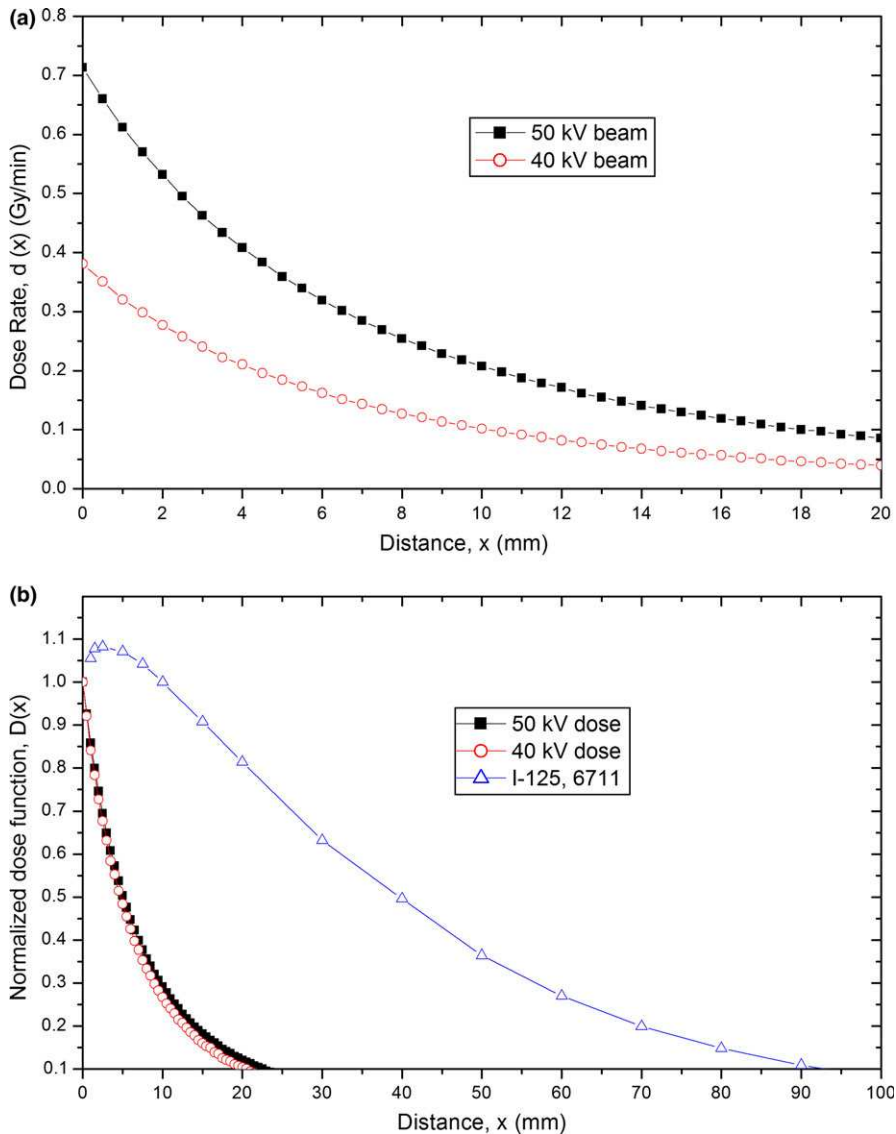 (a)
0.8
0.7
0.6
0.5
0.4
0.3
0.2
0.1
0.0
Dose Rate, d (x) (Gy/min)
50 kV beam
40 kV beam
0 2 4 6 8 10 12 14 16 18 20
Distance, x (mm)
(b)
1.1
1.0
0.9
0.8
0.7
0.6
0.5
0.4
0.3
0.2
0.1
Normalized dose function, D(x)
50 kV dose
40 kV dose
I-125, 6711
0 10 20 30 40 50 60 70 80 90 100
Distance, x (mm)